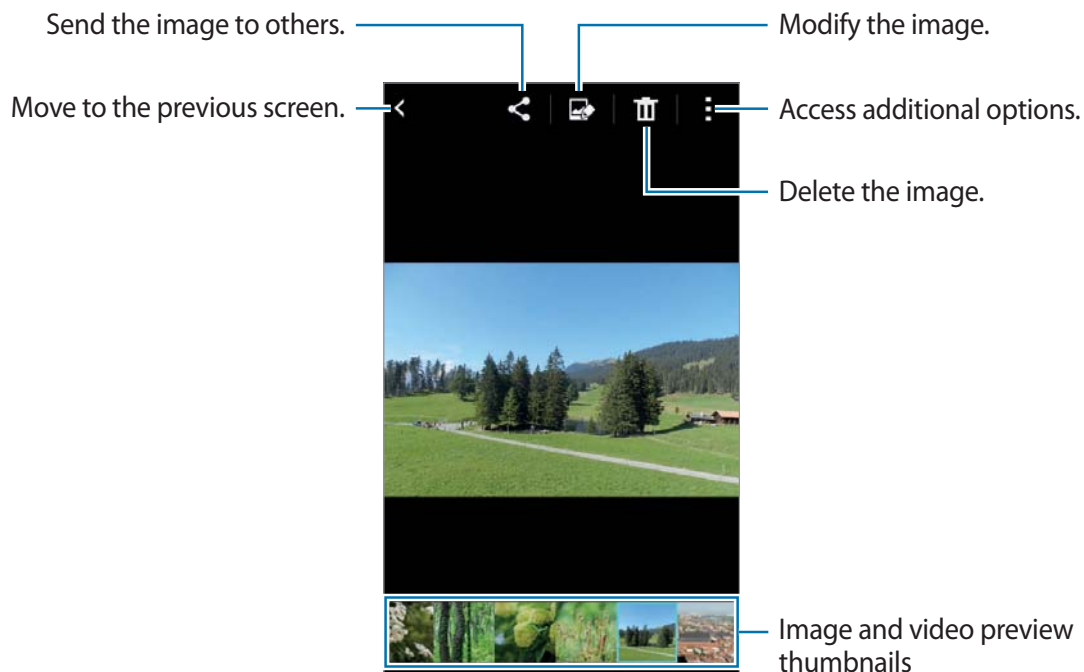 Send the image to others.
Modify the image.
Move to the previous screen.
Access additional options.
Delete the image.
Image and video preview
thumbnails